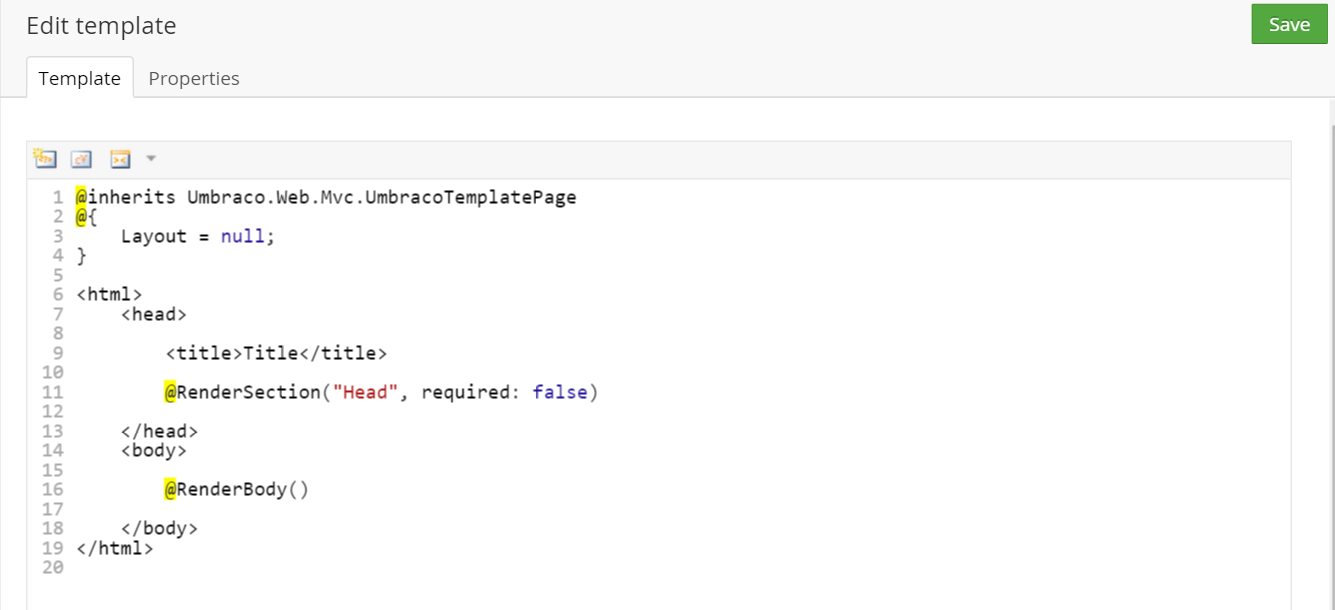 Edit template
Save
Template
Properties
1 @inherits Umbraco.Web.Mvc.UmbracoTemplatePage
2 @{
3     Layout = null;
4 }
5
6 <html>
7     <head>
8
9         <title>Title</title>
10
11         @RenderSection("Head", required: false)
12
13     </head>
14     <body>
15
16         @RenderBody()
17
18     </body>
19 </html>
20